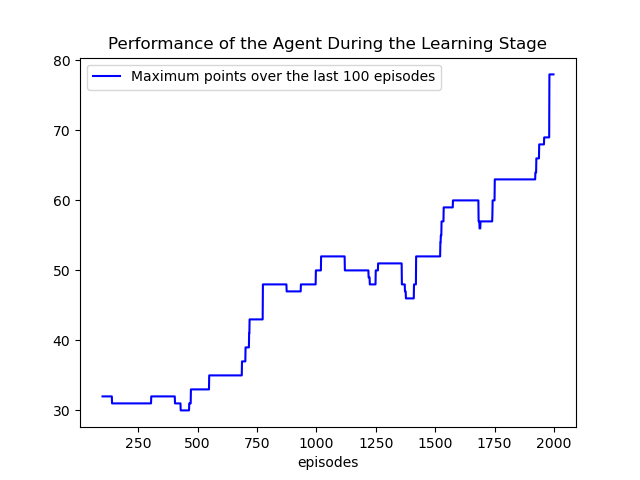 Performance of the Agent During the Learning Stage
Maximum points over the last 100 episodes
80
70
60
50
40
30
250 500 750 1000 1250 1500 1750 2000
episodes